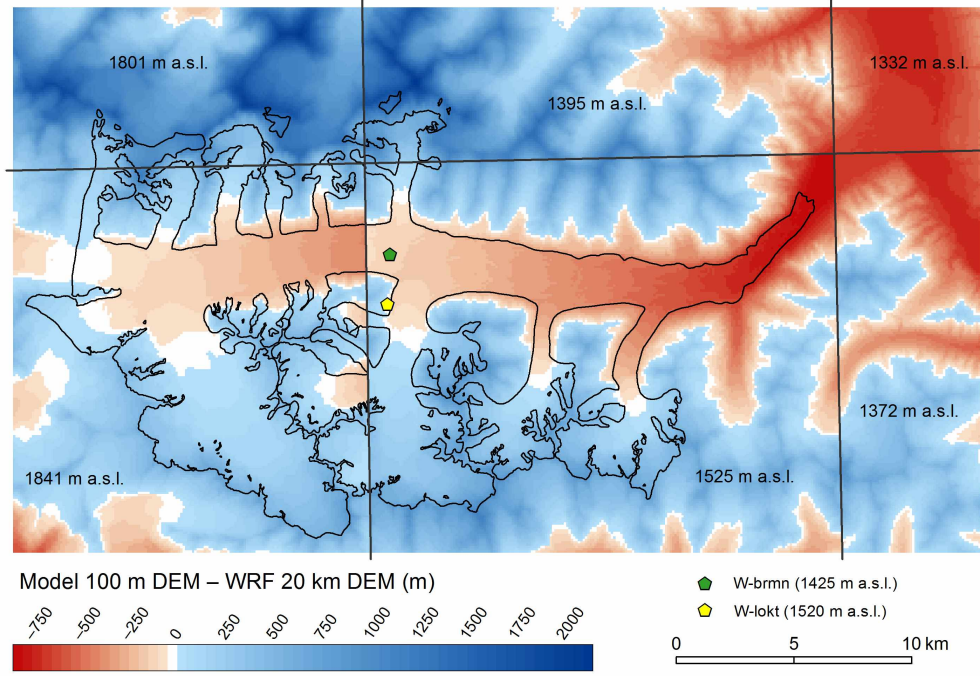 1801 m a.s.l.
1332 m a.s.l.
1395 m a.s.l.
1372 m a.s.l.
1841 m a.s.l.
1525 m a.s.l.
Model 100 m DEM – WRF 20 km DEM (m)
−750 −500 −250 0 250 500 750 1000 1250 1500 1750 2000
W-brmn (1425 m a.s.l.)
W-lokt (1520 m a.s.l.)
0 5 10 km